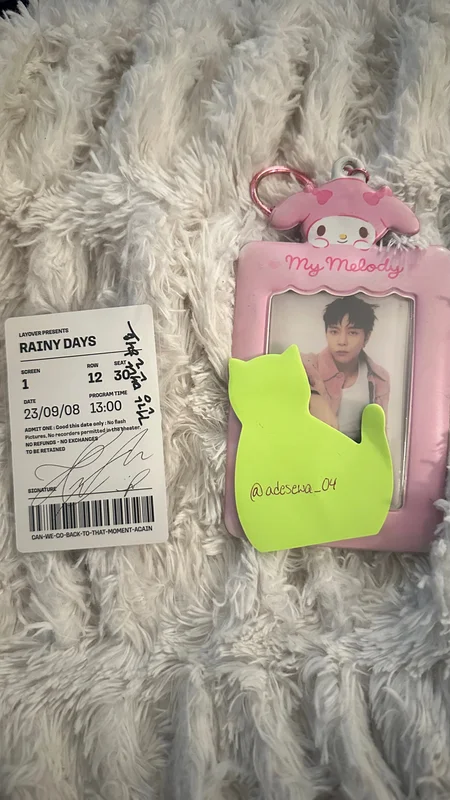 LAYOVER PRESENTS
RAINY DAYS
SCREEN ROW SEAT
1 12 30
DATE PROGRAM TIME
23/09/08 13:00
ADMIT ONE : Good this date only : No flash
Pictures, No recorders permitted in the theater
NO REFUNDS - NO EXCHANGES
TO BE RETAINED
SIGNATURE
CAN-WE-GO-BACK-TO-THAT-MOMENT-AGAIN
My Melody
@adesewa_04